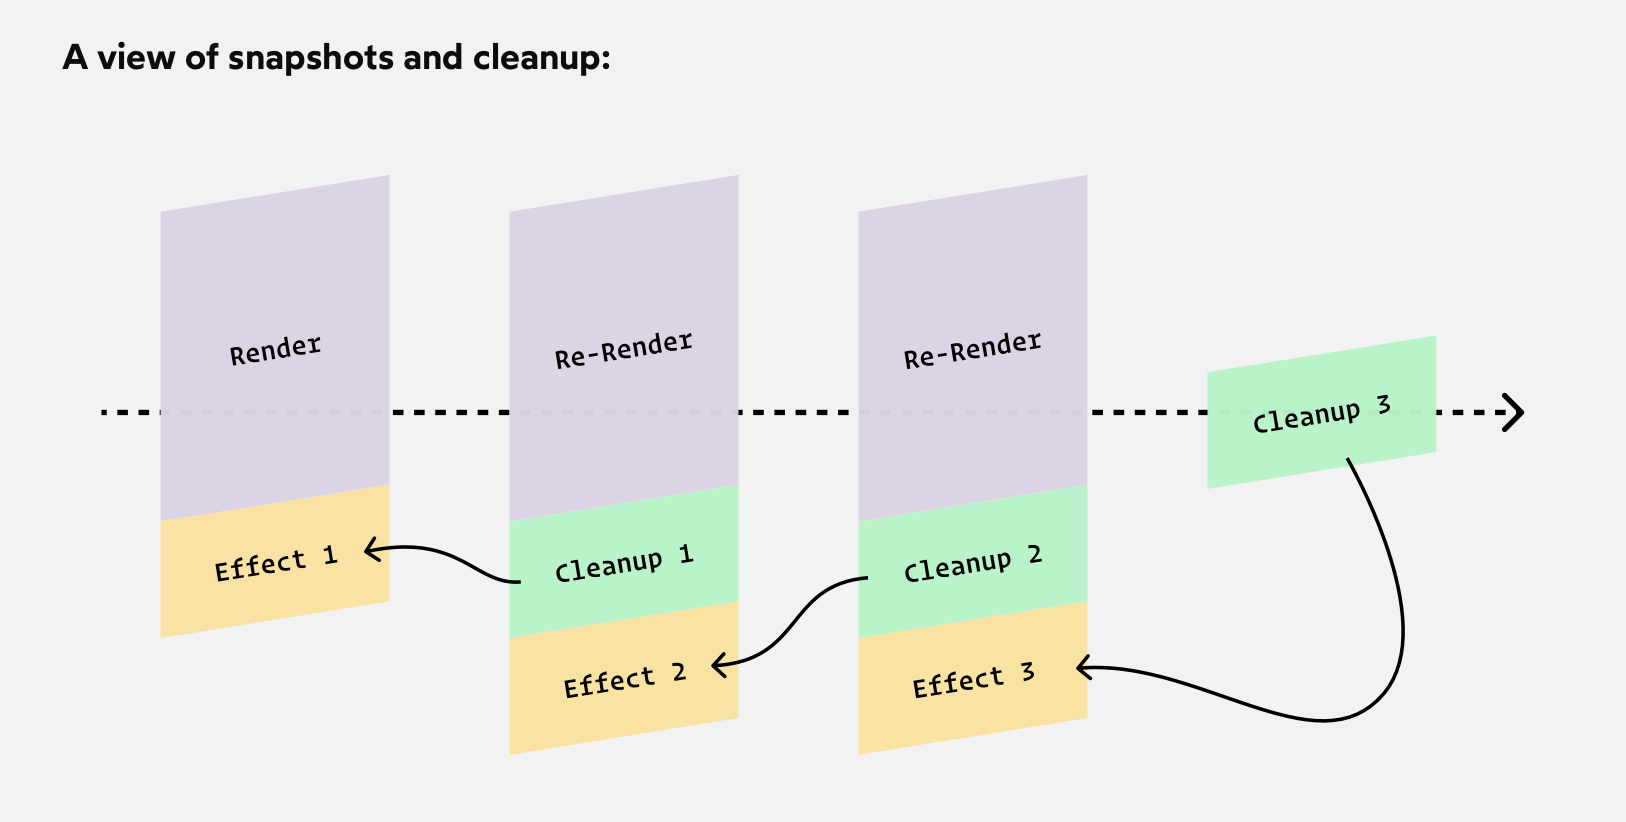 A view of snapshots and cleanup:
Render
Effect 1
Re-Render
Cleanup 1
Effect 2
Re-Render
Cleanup 2
Effect 3
Cleanup 3